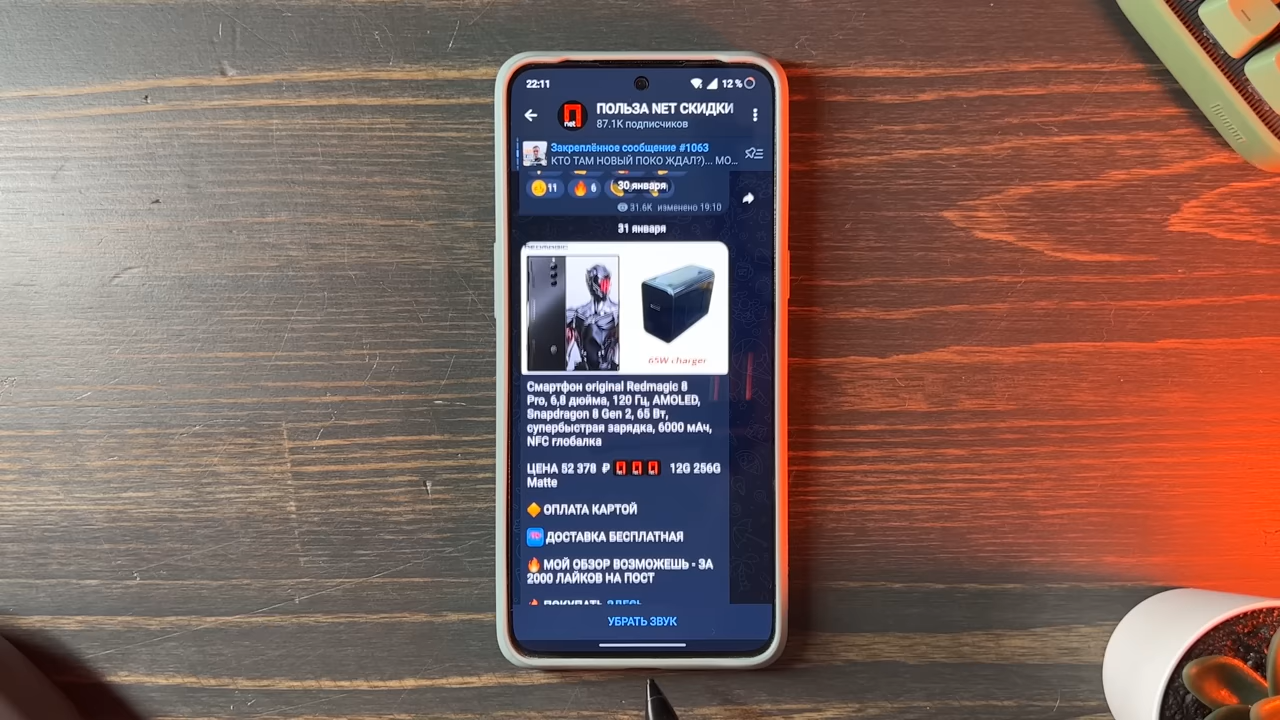 22:11
12 %
ПОЛЬЗА NET СКИДКИ
87.1K подписчиков
Закреплённое сообщение #1063
КТО ТАМ НОВЫЙ ПОКО ЖДАЛ?)... МО...
11
6
30 января
31.6K изменено 19:10
31 января
65W charger
Смартфон original Redmagic 8
Pro, 6,8 дюйма, 120 Гц, AMOLED,
Snapdragon 8 Gen 2, 65 Вт,
супербыстрая зарядка, 6000 мАч,
NFC глобалка
ЦЕНА 52 378 ₽ 12G 256G
Matte
ОПЛАТА КАРТОЙ
ДОСТАВКА БЕСПЛАТНАЯ
МОЙ ОБЗОР ВОЗМОЖЕШЬ - ЗА
2000 ЛАЙКОВ НА ПОСТ
ПОКУПАТЬ ЗДЕСЬ
УБРАТЬ ЗВУК